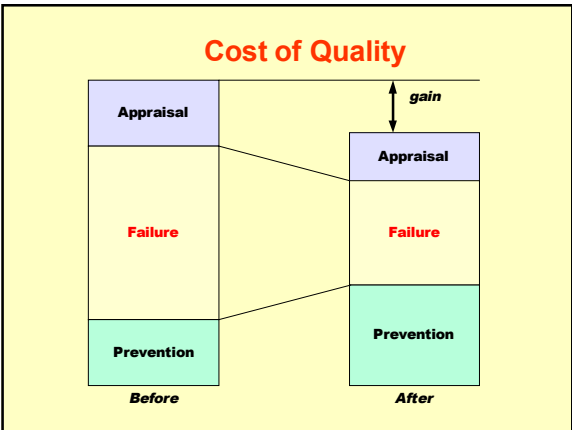 Cost of Quality
gain
Appraisal
Appraisal
Failure
Failure
Prevention
Prevention
Before
After